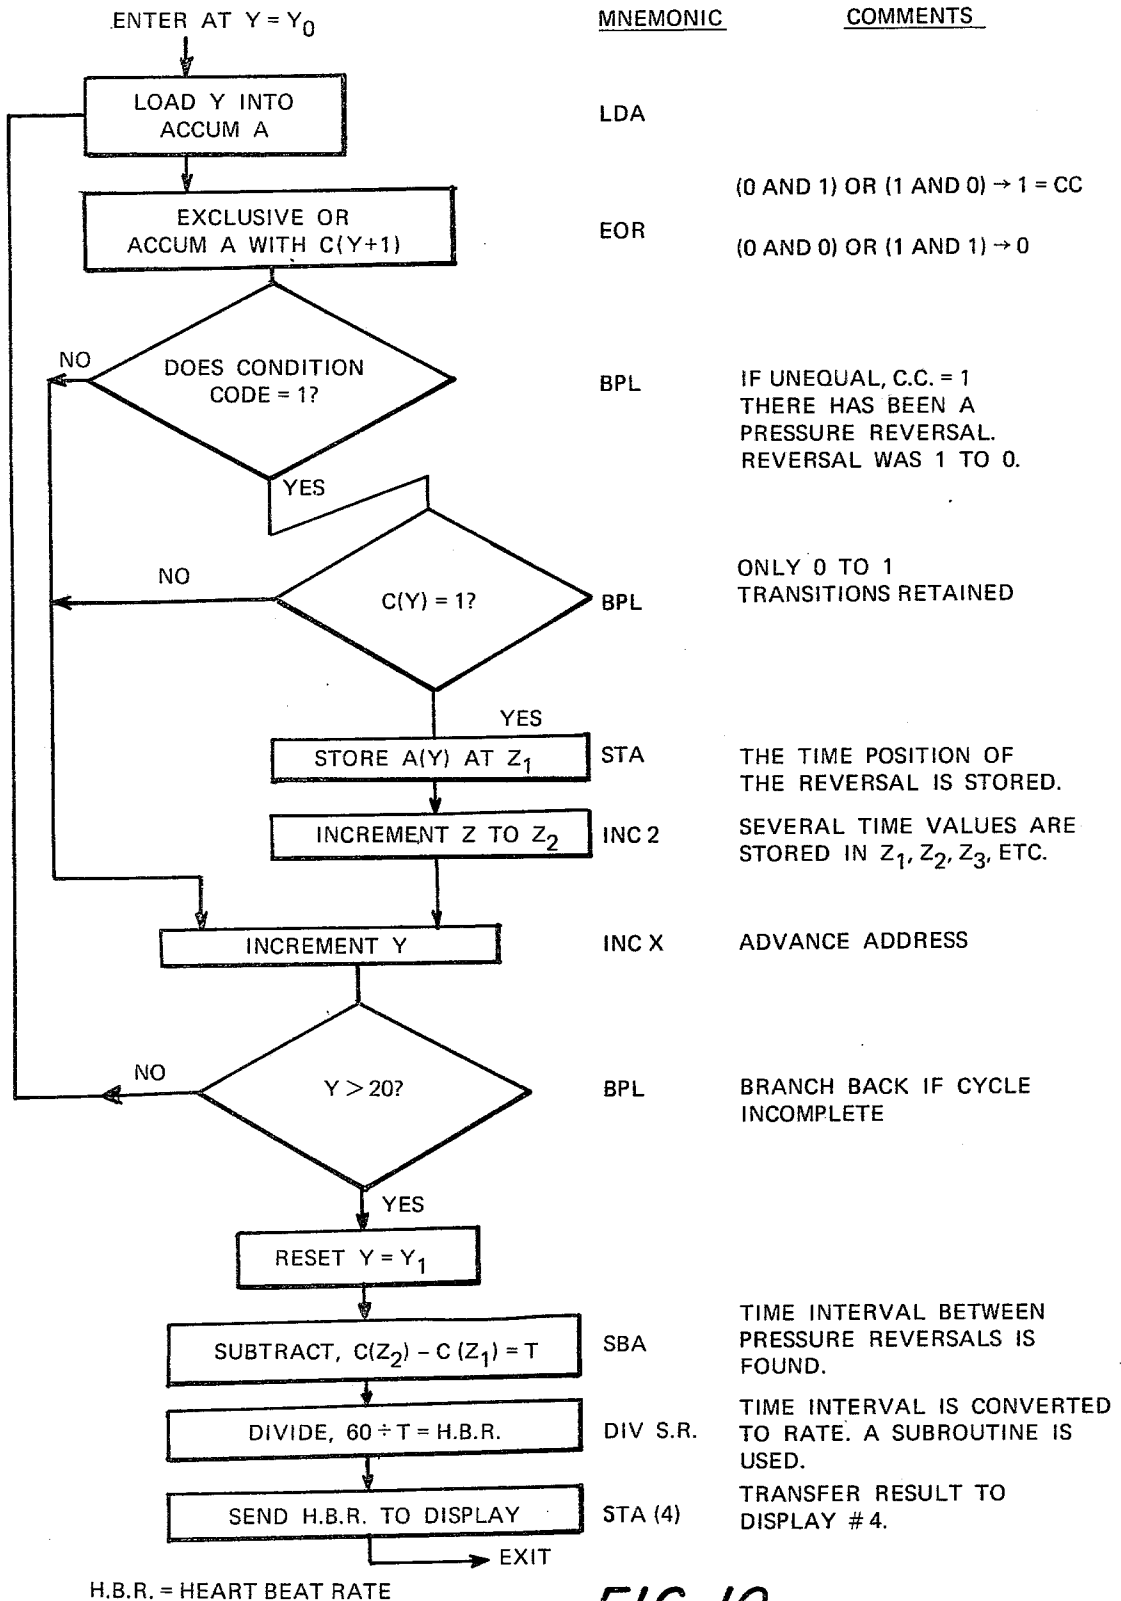 ENTER AT Y = Y0
MNEMONIC
COMMENTS
LOAD Y INTO
ACCUM A
LDA
EXCLUSIVE OR
ACCUM A WITH C(Y+1)
EOR
(0 AND 1) OR (1 AND 0) → 1 = CC
(0 AND 0) OR (1 AND 1) → 0
NO
DOES CONDITION
CODE = 1?
YES
BPL
IF UNEQUAL, C.C. = 1
THERE HAS BEEN A
PRESSURE REVERSAL.
REVERSAL WAS 1 TO 0.
NO
C(Y) = 1?
YES
BPL
ONLY 0 TO 1
TRANSITIONS RETAINED
STORE A(Y) AT Z1
STA
THE TIME POSITION OF
THE REVERSAL IS STORED.
INCREMENT Z TO Z2
INC 2
SEVERAL TIME VALUES ARE
STORED IN Z1, Z2, Z3, ETC.
INCREMENT Y
INC X
ADVANCE ADDRESS
NO
Y > 20?
YES
BPL
BRANCH BACK IF CYCLE
INCOMPLETE
RESET Y = Y1
SUBTRACT, C(Z2) – C (Z1) = T
SBA
TIME INTERVAL BETWEEN
PRESSURE REVERSALS IS
FOUND.
DIVIDE, 60 ÷ T = H.B.R.
DIV S.R.
TIME INTERVAL IS CONVERTED
TO RATE. A SUBROUTINE IS
USED.
SEND H.B.R. TO DISPLAY
STA (4)
TRANSFER RESULT TO
DISPLAY #4.
EXIT
H.B.R. = HEART BEAT RATE